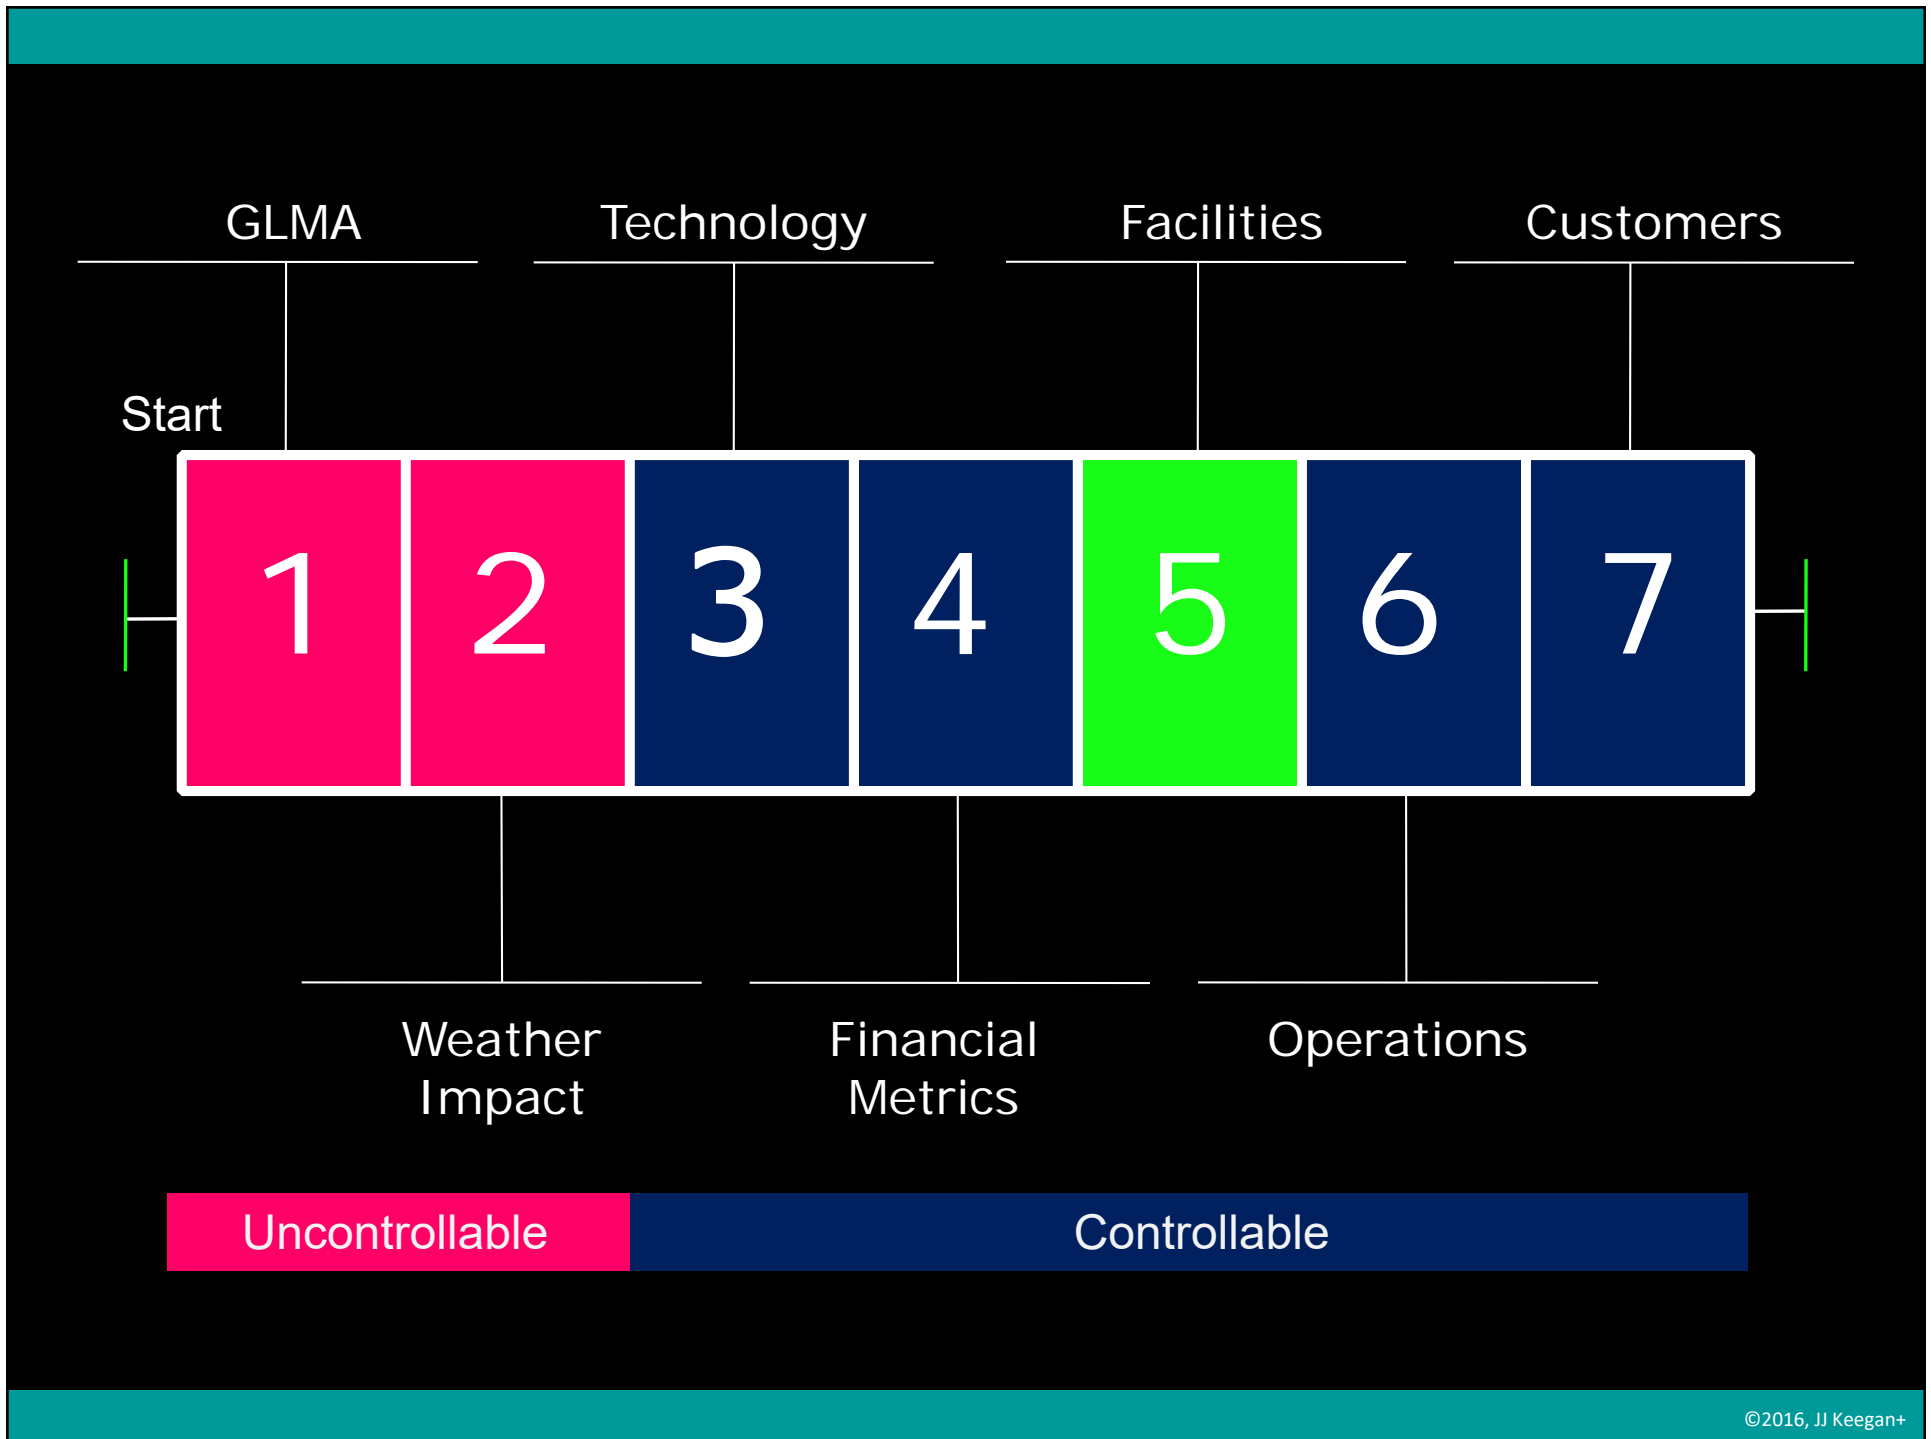 GLMA
Technology
Facilities
Customers
Start
1
2
3
4
5
6
7
Weather
Impact
Financial
Metrics
Operations
Uncontrollable
Controllable
©2016, JJ Keegan+